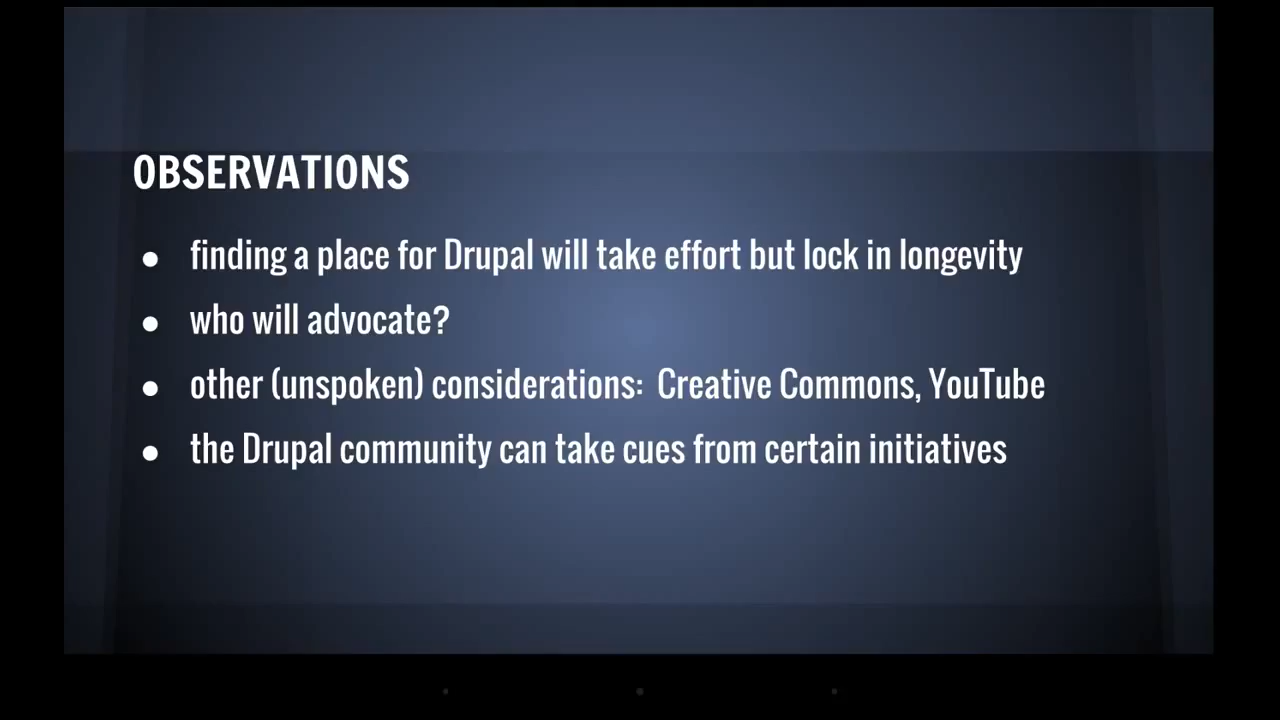 OBSERVATIONS
● finding a place for Drupal will take effort but lock in longevity
● who will advocate?
● other (unspoken) considerations:  Creative Commons, YouTube
● the Drupal community can take cues from certain initiatives